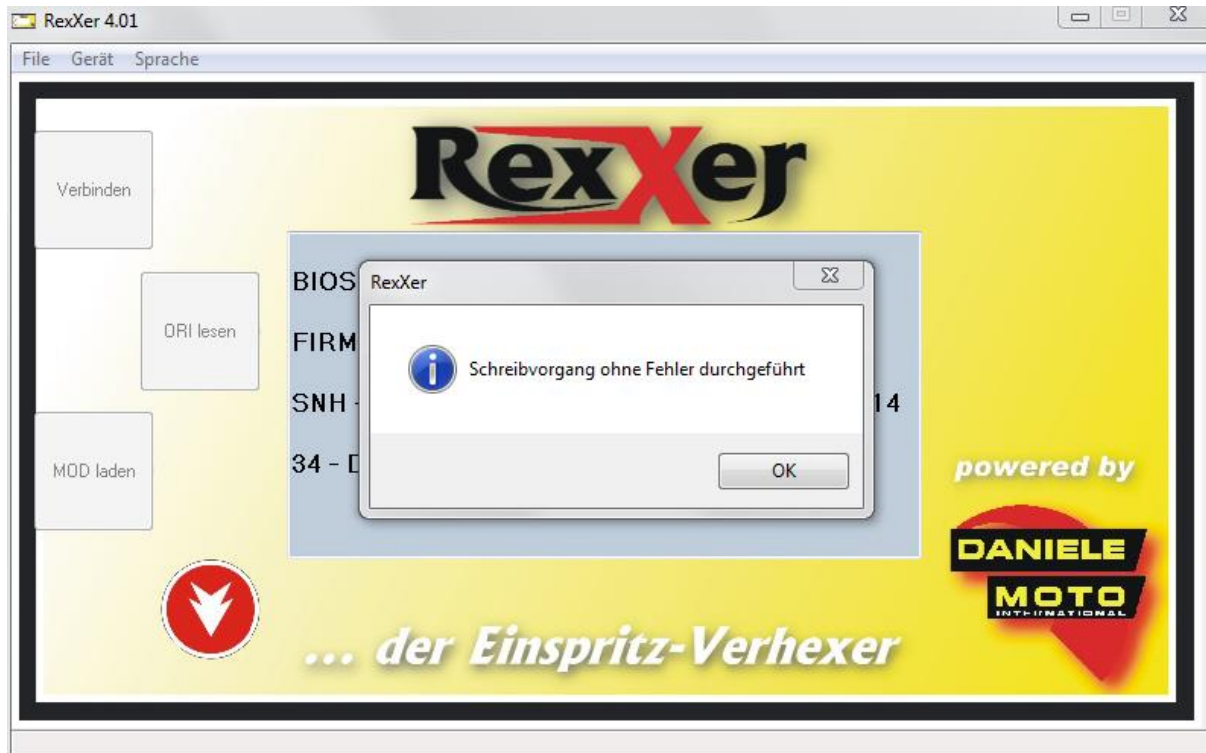 RexXer 4.01
File Gerät Sprache
RexXer
Verbinden
BIOS
RexXer
ORI lesen
FIRM
Schreibvorgang ohne Fehler durchgeführt
SNH -
14
MOD laden
34 -
OK
powered by
DANIELE
MOTO
INTERNATIONAL
... der Einspritz-Verhexer